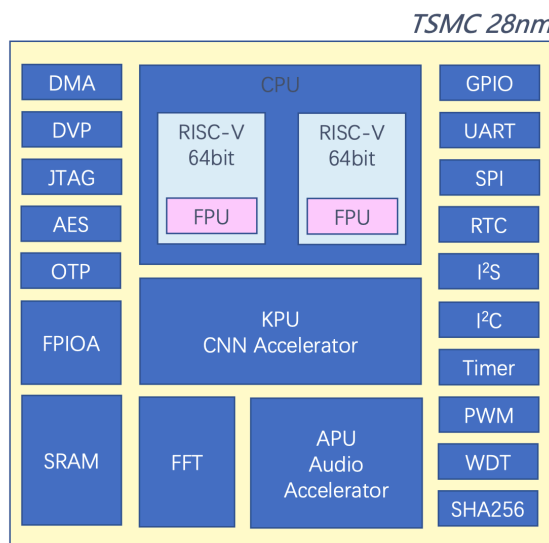 TSMC 28nm
DMA
DVP
JTAG
AES
OTP
FPIOA
SRAM
CPU
RISC-V
64bit
FPU
RISC-V
64bit
FPU
KPU
CNN Accelerator
FFT
APU
Audio
Accelerator
GPIO
UART
SPI
RTC
I²S
I²C
Timer
PWM
WDT
SHA256